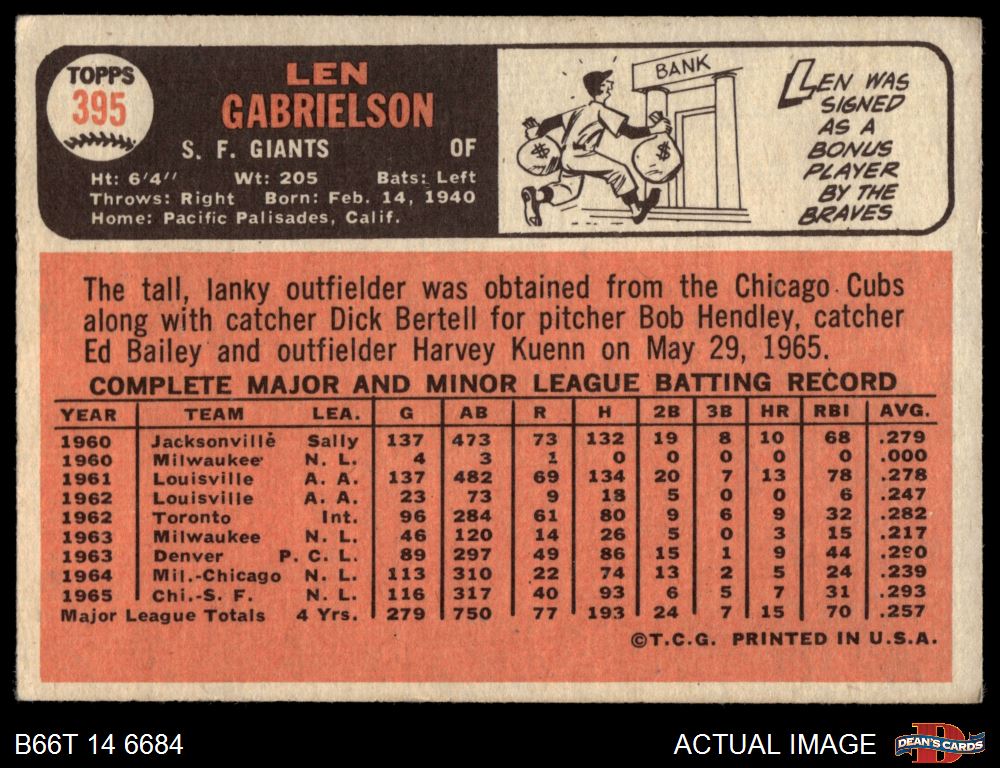 TOPPS
395
LEN
GABRIELSON
S. F. GIANTS OF
Ht: 6'4'' Wt: 205 Bats: Left
Throws: Right Born: Feb. 14, 1940
Home: Pacific Palisades, Calif.
BANK
$ $
LEN WAS
SIGNED
AS A
BONUS
PLAYER
BY THE
BRAVES
The tall, lanky outfielder was obtained from the Chicago Cubs
along with catcher Dick Bertell for pitcher Bob Hendley, catcher
Ed Bailey and outfielder Harvey Kuenn on May 29, 1965.
COMPLETE MAJOR AND MINOR LEAGUE BATTING RECORD
YEAR TEAM LEA. G AB R H 2B 3B HR RBI AVG.
1960 Jacksonville Sally 137 473 73 132 19 8 10 68 .279
1960 Milwaukee N. L. 4 3 1 0 0 0 0 0 .000
1961 Louisville A. A. 137 482 69 134 20 7 13 78 .278
1962 Louisville A. A. 23 73 9 18 5 0 0 6 .247
1962 Toronto Int. 96 284 61 80 9 6 9 32 .282
1963 Milwaukee N. L. 46 120 14 26 5 0 3 15 .217
1963 Denver P. C. L. 89 297 49 86 15 1 9 44 .290
1964 Mil.-Chicago N. L. 113 310 22 74 13 2 5 24 .239
1965 Chi.-S. F. N. L. 116 317 40 93 6 5 7 31 .293
Major League Totals 4 Yrs. 279 750 77 193 24 7 15 70 .257
©T.C.G. PRINTED IN U.S.A.
B66T 14 6684
ACTUAL IMAGE
D
DEAN'S CARDS